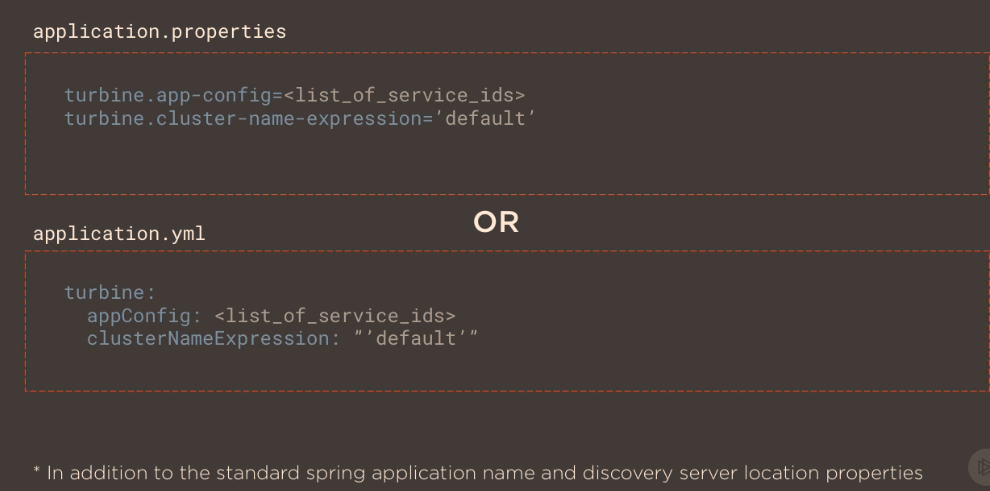 application.properties
turbine.app-config=<list_of_service_ids>
turbine.cluster-name-expression=’default’
OR
application.yml
turbine:
appConfig: <list_of_service_ids>
clusterNameExpression: ”’default’”
* In addition to the standard spring application name and discovery server location properties